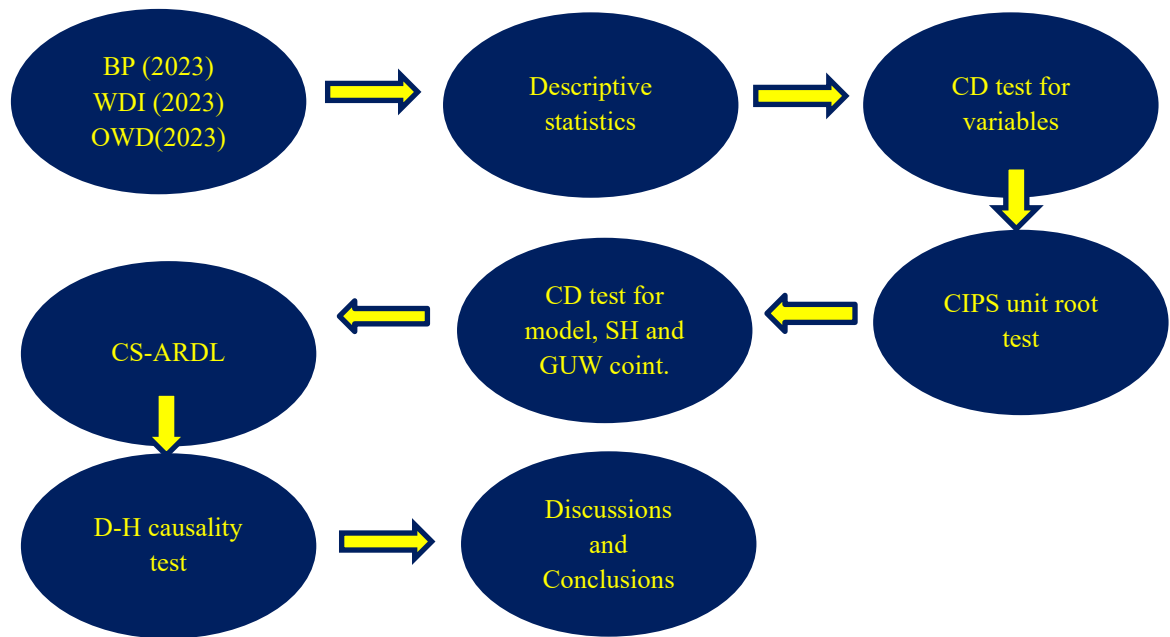 BP (2023)
WDI (2023)
OWD(2023)
Descriptive
statistics
CD test for
variables
CIPS unit root
test
CD test for
model, SH and
GUW coint.
CS-ARDL
D-H causality
test
Discussions
and
Conclusions